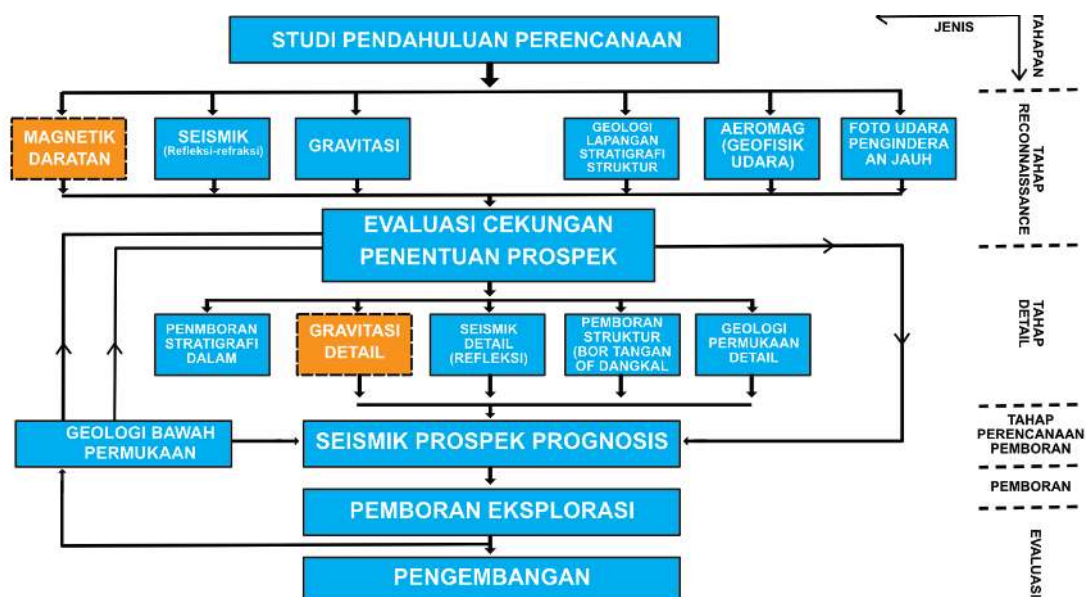 STUDI PENDAHULUAN PERENCANAAN
JENIS
TAHAPAN
MAGNETIK
DARATAN
SEISMIK
(Refleksi-refraksi)
GRAVITASI
GEOLOGI
LAPANGAN
STRATIGRAFI
STRUKTUR
AEROMAG
(GEOFISIK
UDARA)
FOTO UDARA
PENGINDERA
AN JAUH
TAHAP
RECONNAISSANCE
EVALUASI CEKUNGAN
PENENTUAN PROSPEK
PENMBORAN
STRATIGRAFI
DALAM
GRAVITASI
DETAIL
SEISMIK
DETAIL
(REFLEKSI)
PEMBORAN
STRUKTUR
(BOR TANGAN
OF DANGKAL
GEOLOGI
PERMUKAAN
DETAIL
TAHAP
DETAIL
GEOLOGI BAWAH
PERMUKAAN
SEISMIK PROSPEK PROGNOSIS
TAHAP
PERENCANAAN
PEMBORAN
PEMBORAN EKSPLORASI
PEMBORAN
PENGEMBANGAN
EVALUASI